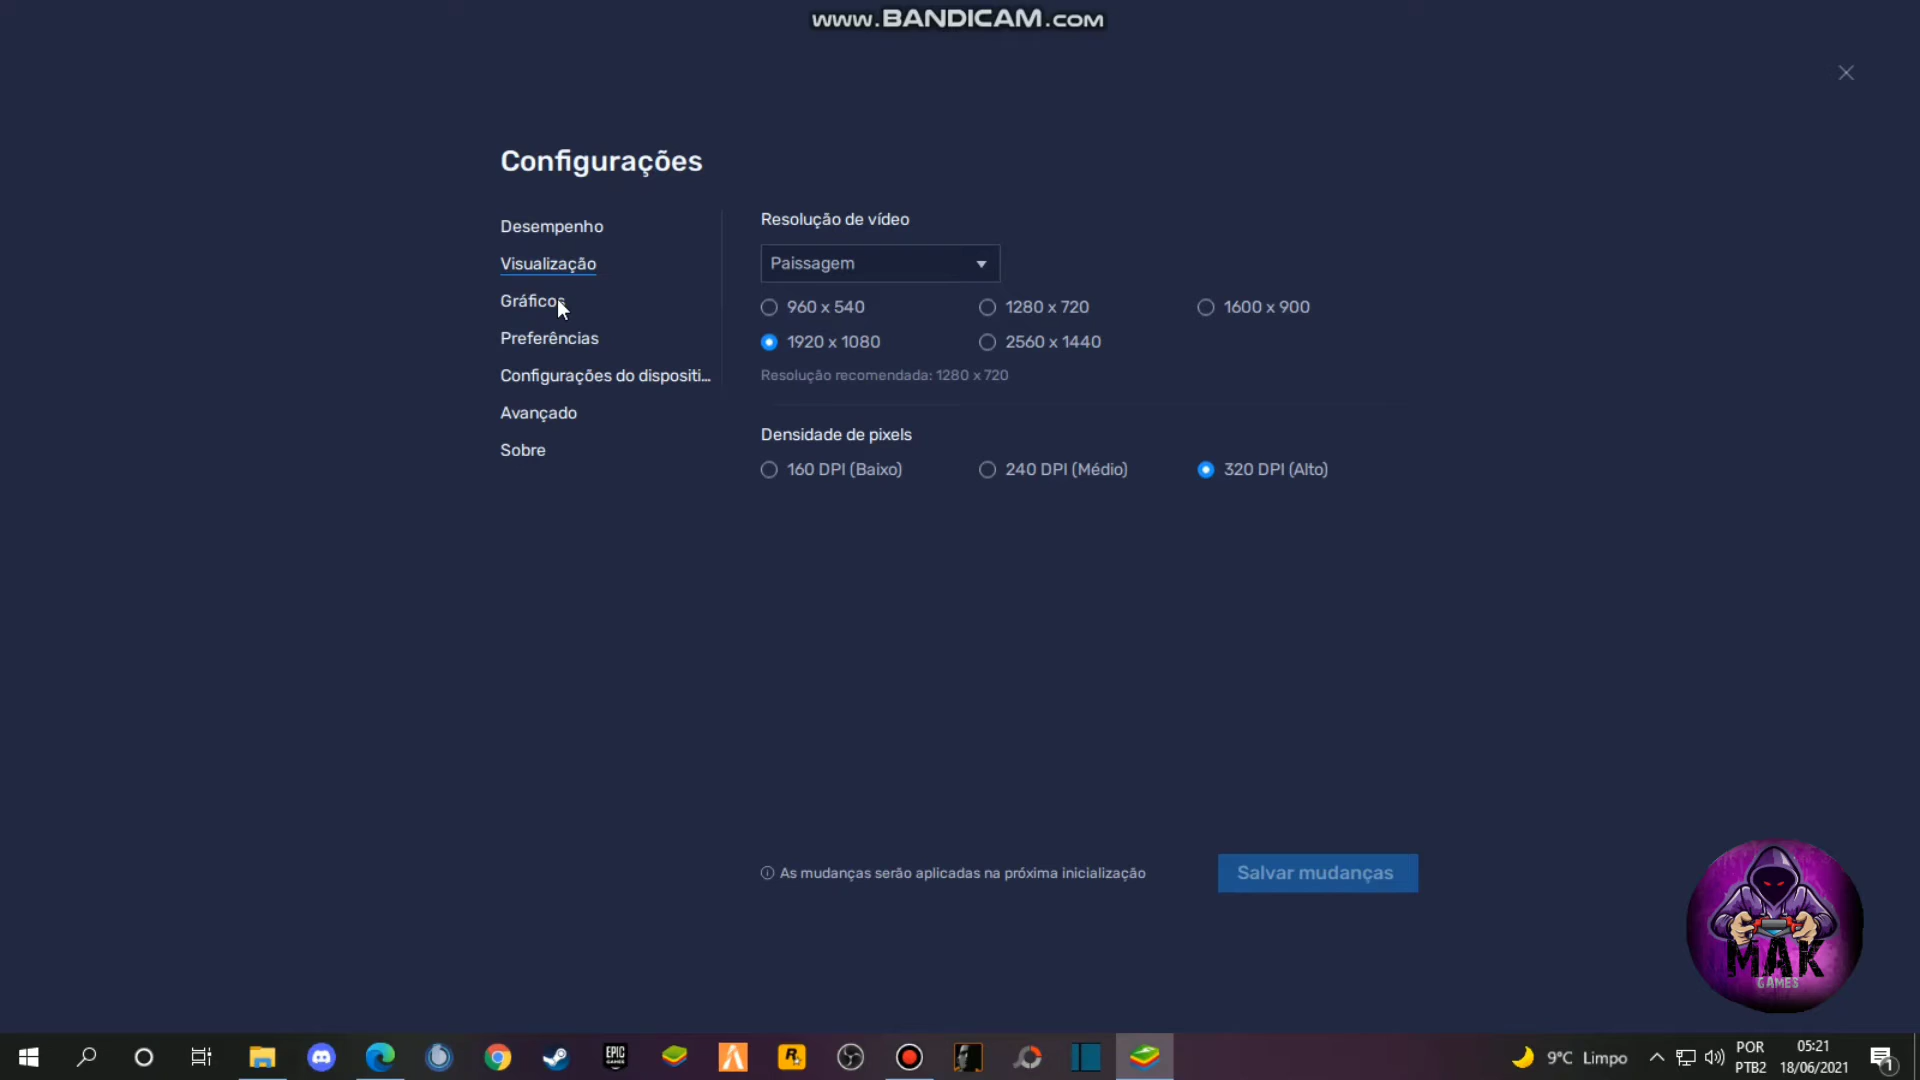 www.BANDICAM.com
Configurações
Desempenho
Visualização
Gráficos
Preferências
Configurações do dispositi...
Avançado
Sobre
Resolução de vídeo
Paissagem
960 x 540
1280 x 720
1600 x 900
1920 x 1080
2560 x 1440
Resolução recomendada: 1280 x 720
Densidade de pixels
160 DPI (Baixo)
240 DPI (Médio)
320 DPI (Alto)
As mudanças serão aplicadas na próxima inicialização
Salvar mudanças
MAK
GAMES
EPIC
GAMES
9°C Limpo
POR
PTB2
05:21
18/06/2021
1